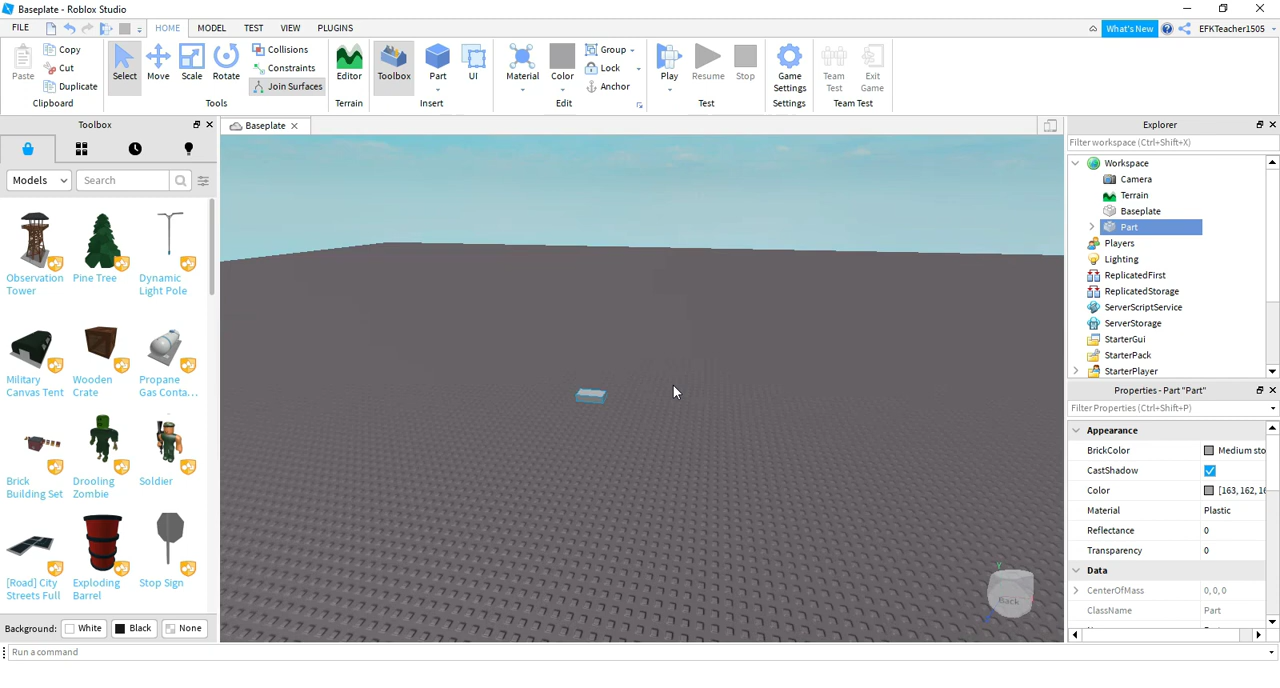 Baseplate - Roblox Studio
FILE HOME MODEL TEST VIEW PLUGINS What's New EFKTeacher1505
Paste Copy Cut Duplicate Clipboard
Select Move Scale Rotate Collisions Constraints Join Surfaces Tools
Editor Terrain
Toolbox Part UI Insert
Material Color Group Lock Anchor Edit
Play Resume Stop Test
Game Settings Settings
Team Test Exit Game Team Test
Toolbox
Models Search
Observation Tower
Pine Tree
Dynamic Light Pole
Military Canvas Tent
Wooden Crate
Propane Gas Conta...
Brick Building Set
Drooling Zombie
Soldier
[Road] City Streets Full
Exploding Barrel
Stop Sign
Background: White Black None
Baseplate
Back
Y
Explorer
Filter workspace (Ctrl+Shift+X)
Workspace
Camera
Terrain
Baseplate
Part
Players
Lighting
ReplicatedFirst
ReplicatedStorage
ServerScriptService
ServerStorage
StarterGui
StarterPack
StarterPlayer
Properties - Part "Part"
Filter Properties (Ctrl+Shift+P)
Appearance
BrickColor Medium sto
CastShadow
Color [163, 162, 16
Material Plastic
Reflectance 0
Transparency 0
Data
CenterOfMass 0, 0, 0
ClassName Part
Run a command